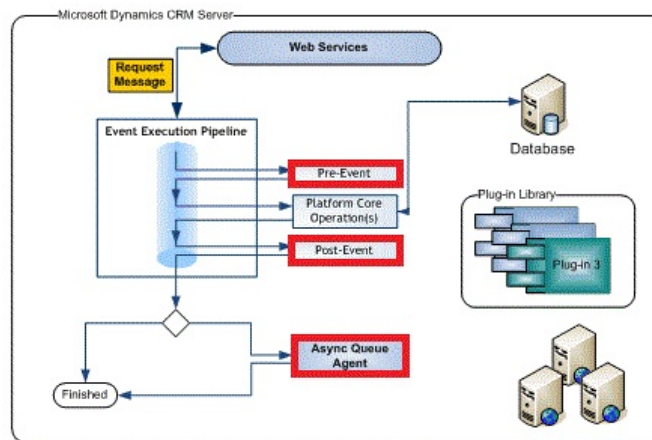 Microsoft Dynamics CRM Server
Web Services
Request
Message
Event Execution Pipeline
Database
Pre-Event
Platform Core
Operation(s)
Plug-in Library
Post-Event
Plug-in 3
Async Queue
Agent
Finished